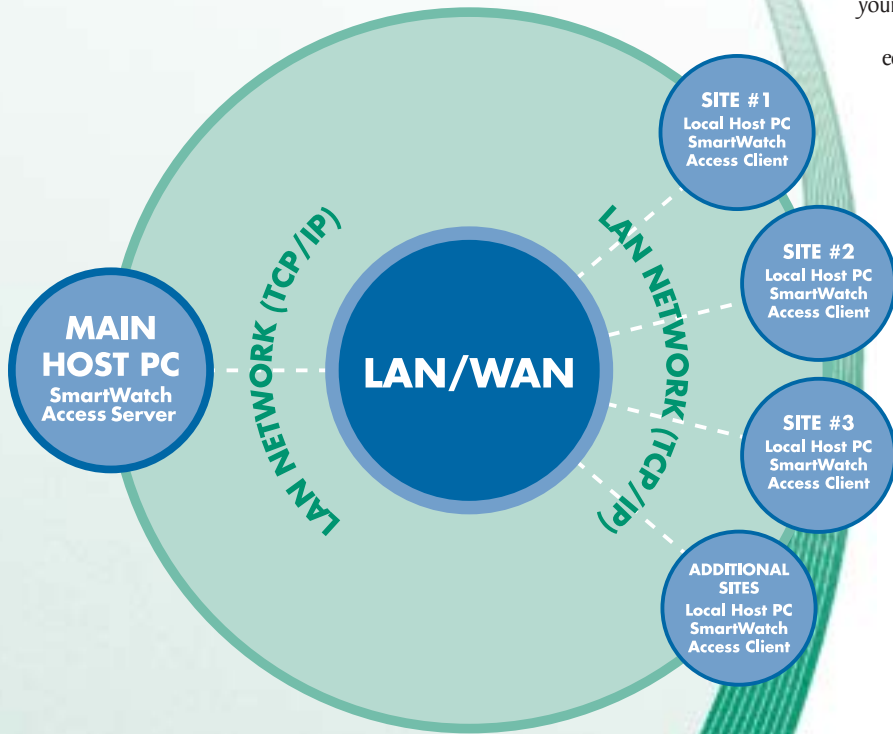 your
SITE #1
Local Host PC
SmartWatch
Access Client
SITE #2
Local Host PC
SmartWatch
Access Client
LAN NETWORK (TCP/IP)
LAN NETWORK (TCP/IP)
MAIN
HOST PC
SmartWatch
Access Server
LAN/WAN
SITE #3
Local Host PC
SmartWatch
Access Client
ADDITIONAL
SITES
Local Host PC
SmartWatch
Access Client